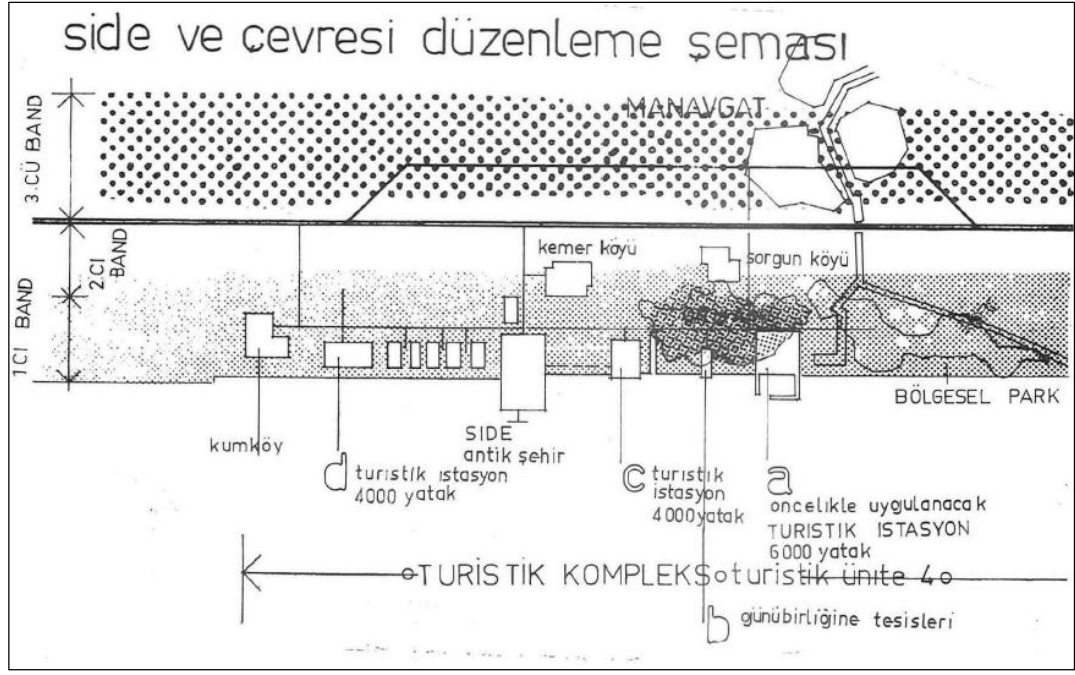 side ve çevresi düzenleme şeması
MANAVGAT
3.CÜ BAND
2.CI
BAND
1CI BAND
kemer köyü
sorgun köyü
BÖLGESEL PARK
kumköy
SIDE
antik şehir
d turistik istasyon
4000 yatak
c turistik
istasyon
4000 yatak
a
öncelikle uygulanacak
TURISTIK ISTASYON
6000 yatak
TURISTIK KOMPLEKS turistik ünite 4
b günübirliğine tesisleri